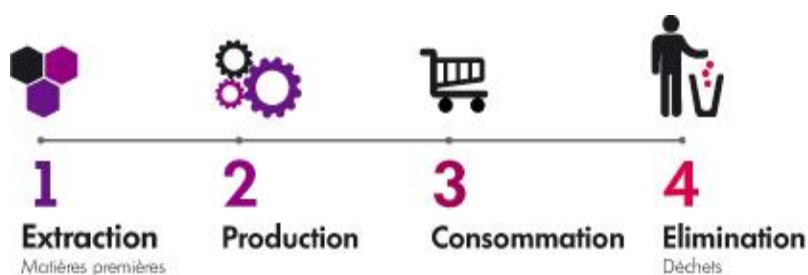 1 2 3 4
Extraction Production Consommation Elimination
Matières premières Déchets